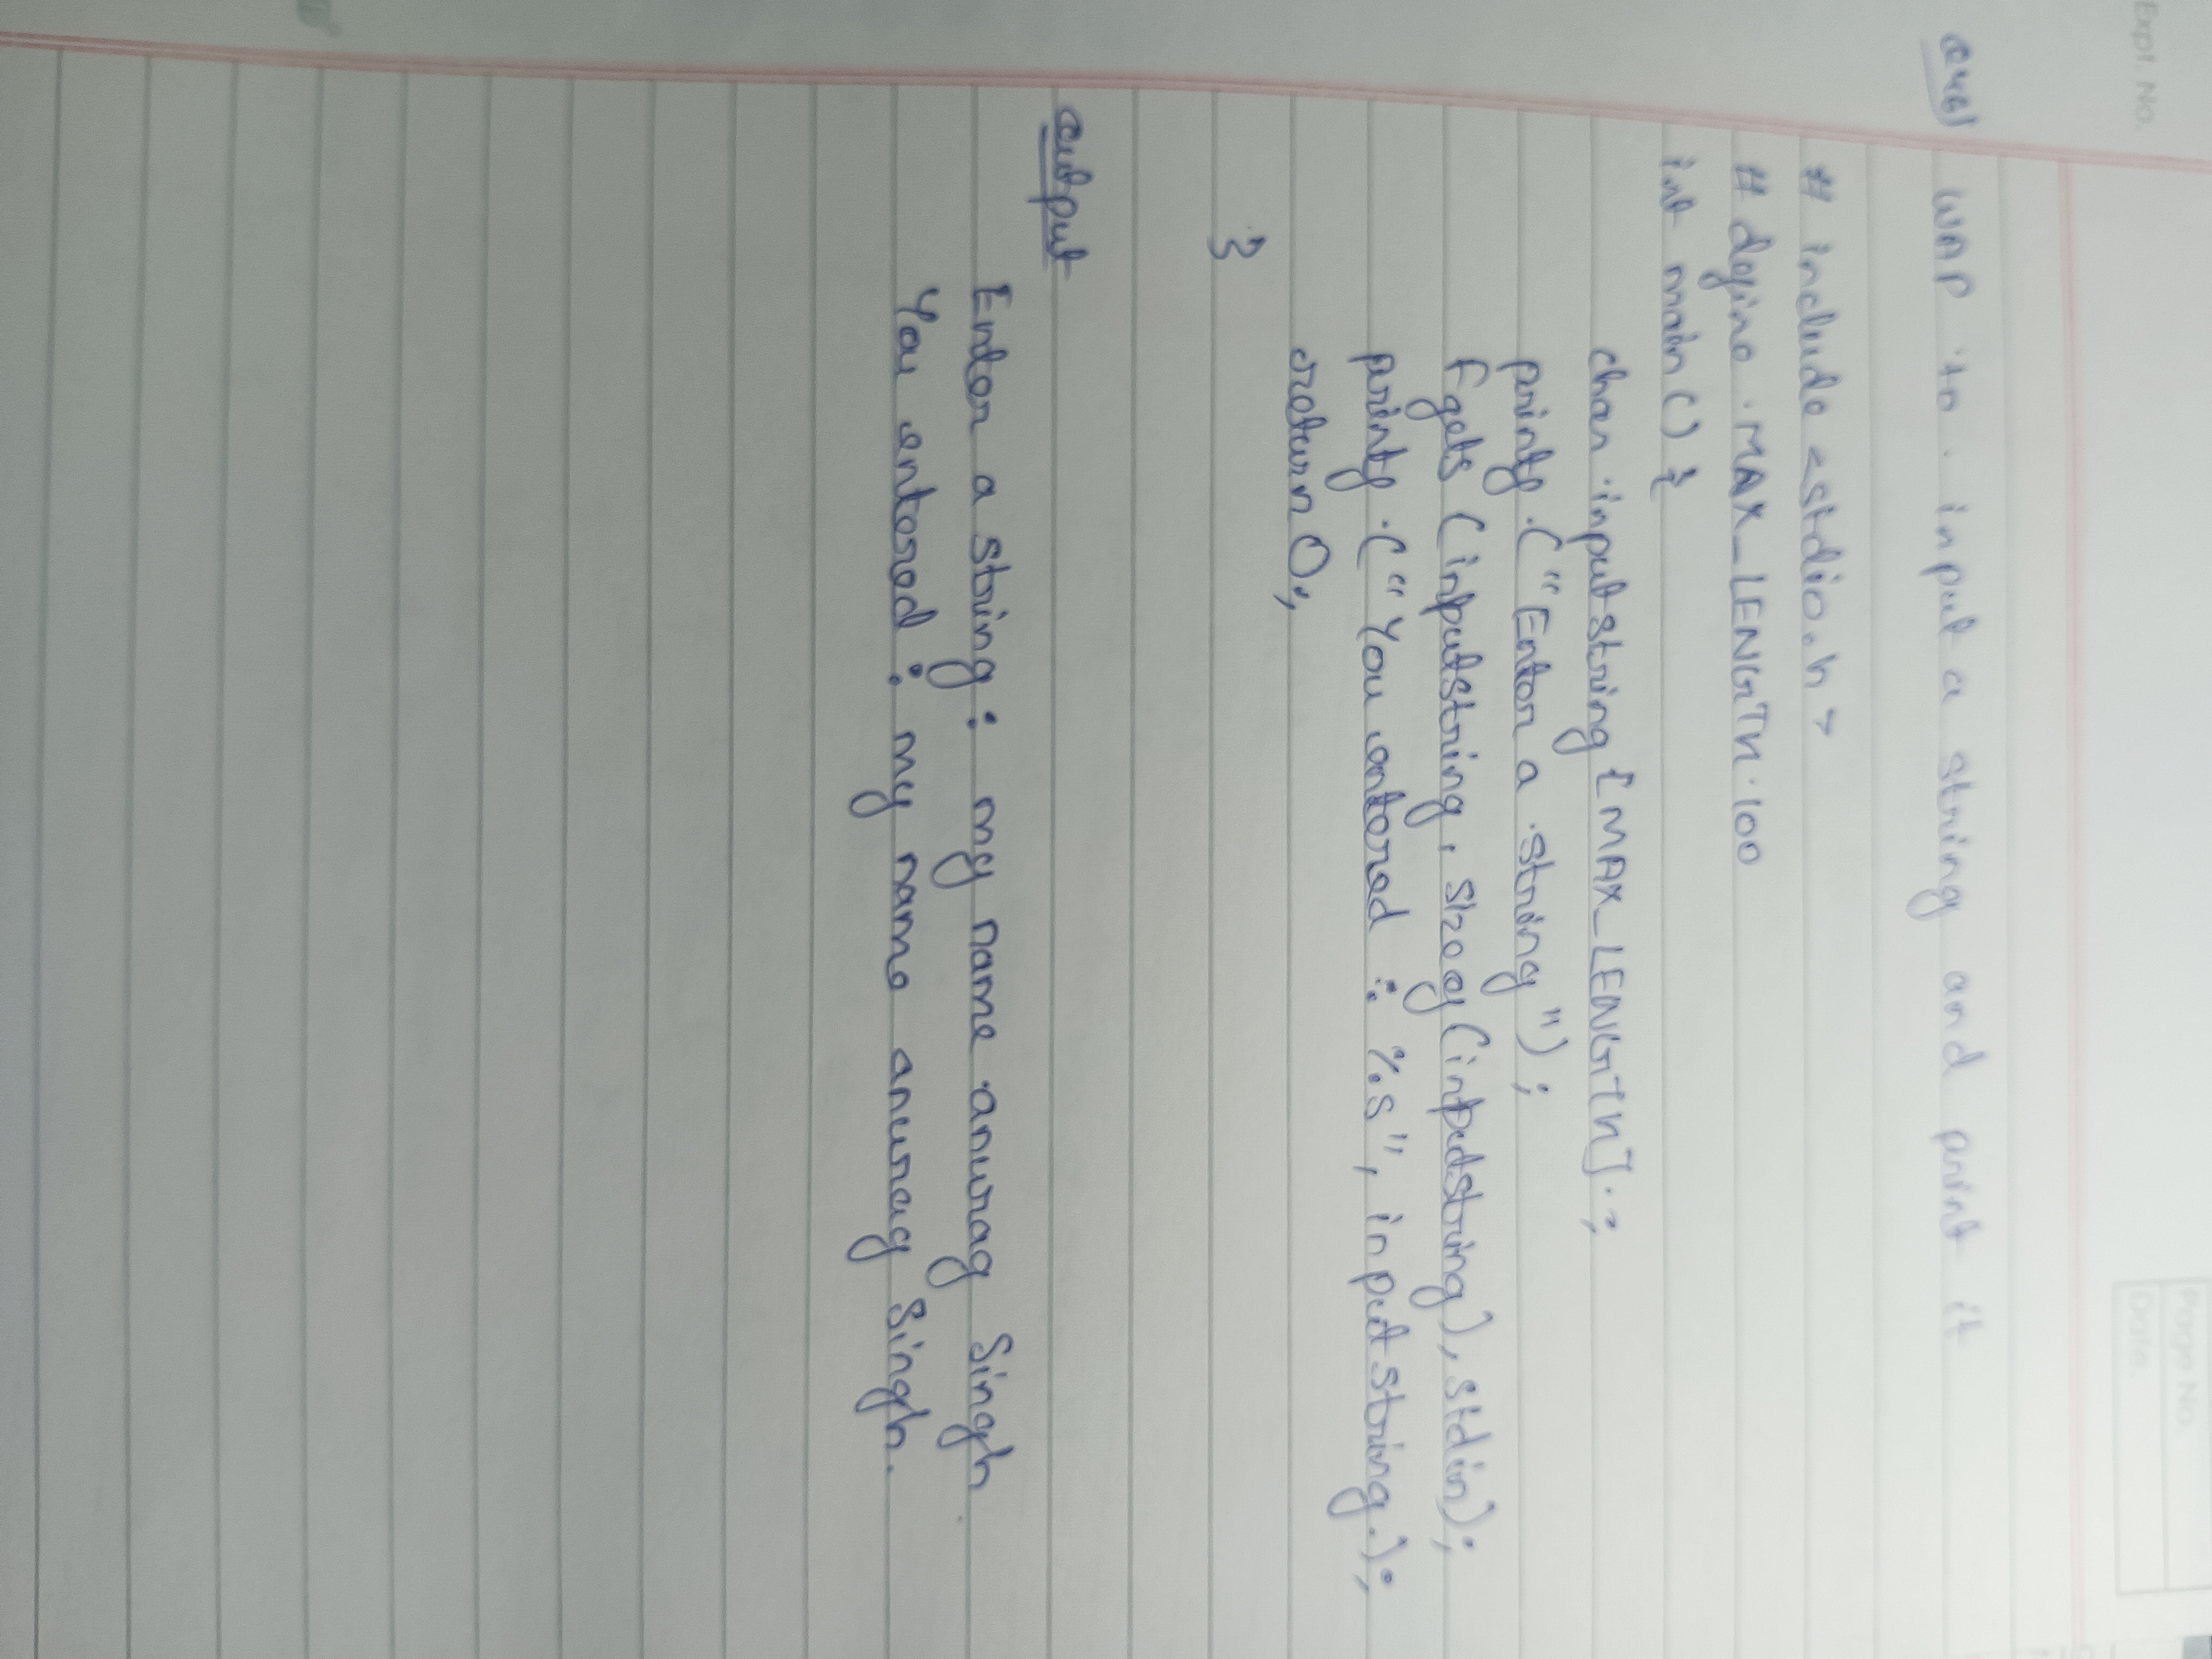 Page No.
Date.
Expt. No.
Q46) WAP to input a string and print it
# include <stdio.h>
# define MAX_LENGTH 100
int main () {
char inputstring [MAX_LENGTH] ;
printf ("Enter a string") ;
fgets (inputstring, sizeof (inputstring), stdin);
printf ("You entered : %s", inputstring.);
return 0;
}
output
Enter a string : my name anurag Singh.
You entered : my name anurag Singh.